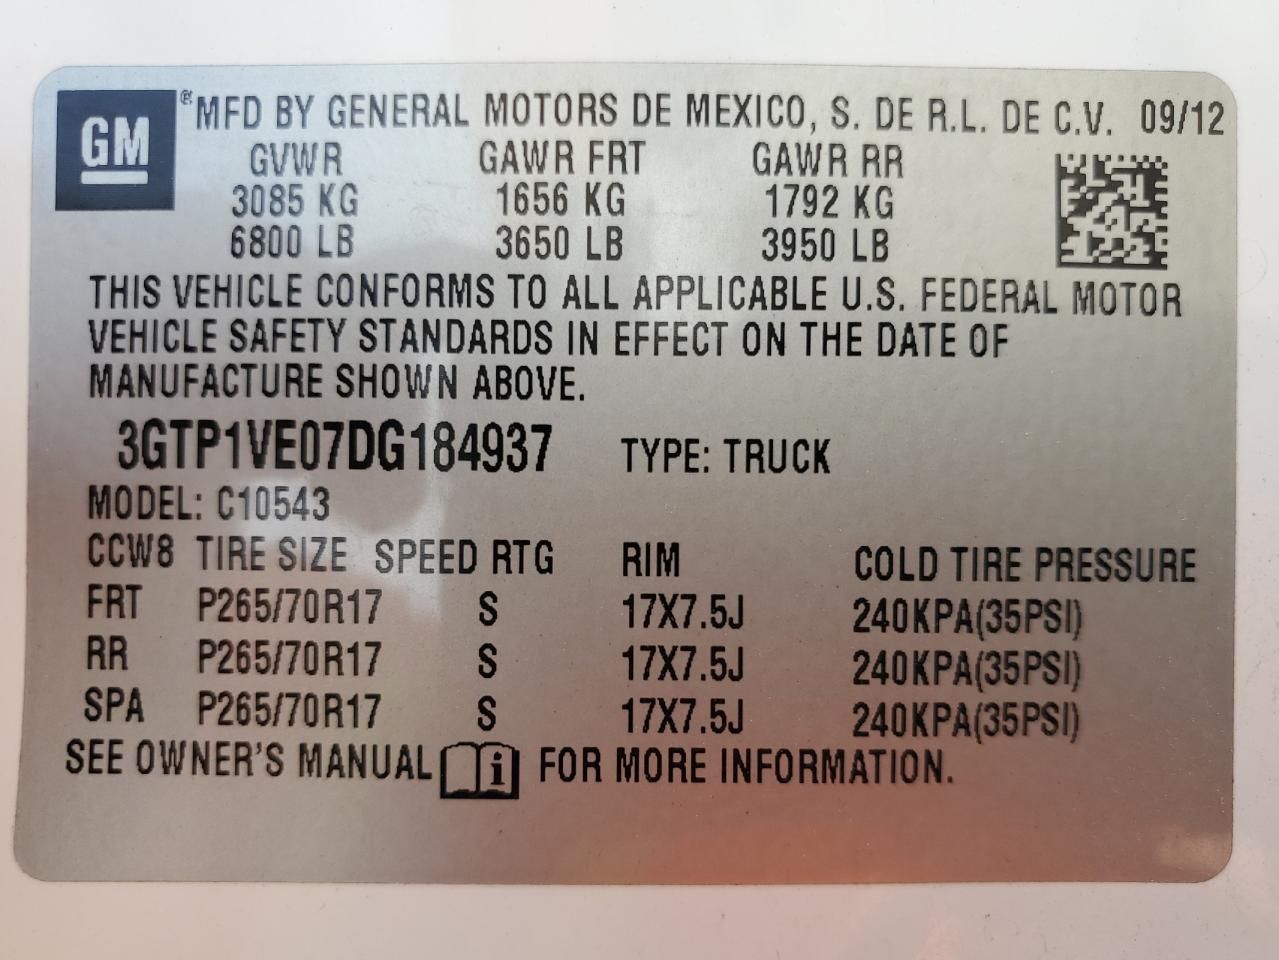 GM ® MFD BY GENERAL MOTORS DE MEXICO, S. DE R.L. DE C.V. 09/12
GVWR GAWR FRT GAWR RR
3085 KG 1656 KG 1792 KG
6800 LB 3650 LB 3950 LB
THIS VEHICLE CONFORMS TO ALL APPLICABLE U.S. FEDERAL MOTOR
VEHICLE SAFETY STANDARDS IN EFFECT ON THE DATE OF
MANUFACTURE SHOWN ABOVE.
3GTP1VE07DG184937 TYPE: TRUCK
MODEL: C10543
CCW8 TIRE SIZE SPEED RTG RIM COLD TIRE PRESSURE
FRT P265/70R17 S 17X7.5J 240KPA(35PSI)
RR P265/70R17 S 17X7.5J 240KPA(35PSI)
SPA P265/70R17 S 17X7.5J 240KPA(35PSI)
SEE OWNER'S MANUAL i FOR MORE INFORMATION.